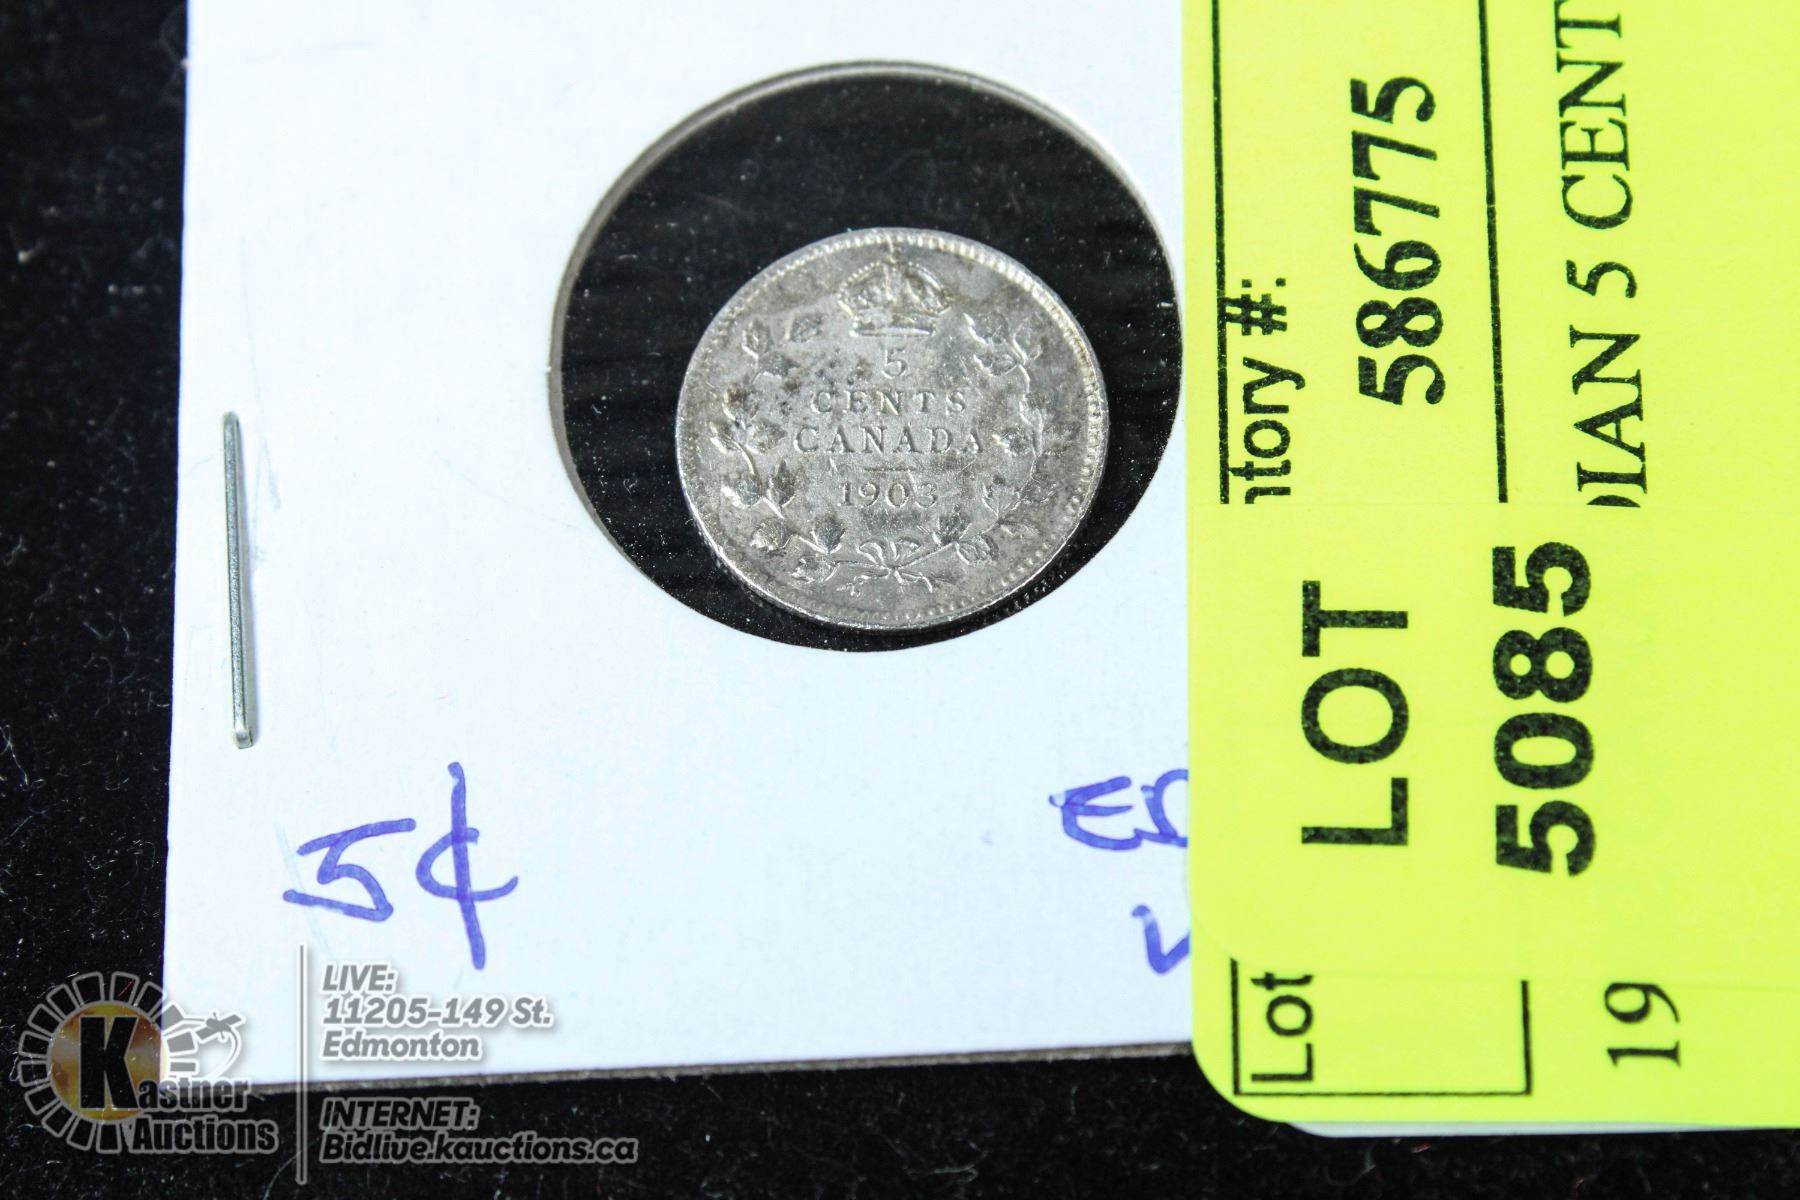 5
CENTS
CANADA
1903
5¢
LOT
5085
ntory #:
586775
DIAN 5 CENT
Lot
19
K
Kastner
Auctions
LIVE:
11205-149 St.
Edmonton
INTERNET:
Bidlive.kauctions.ca